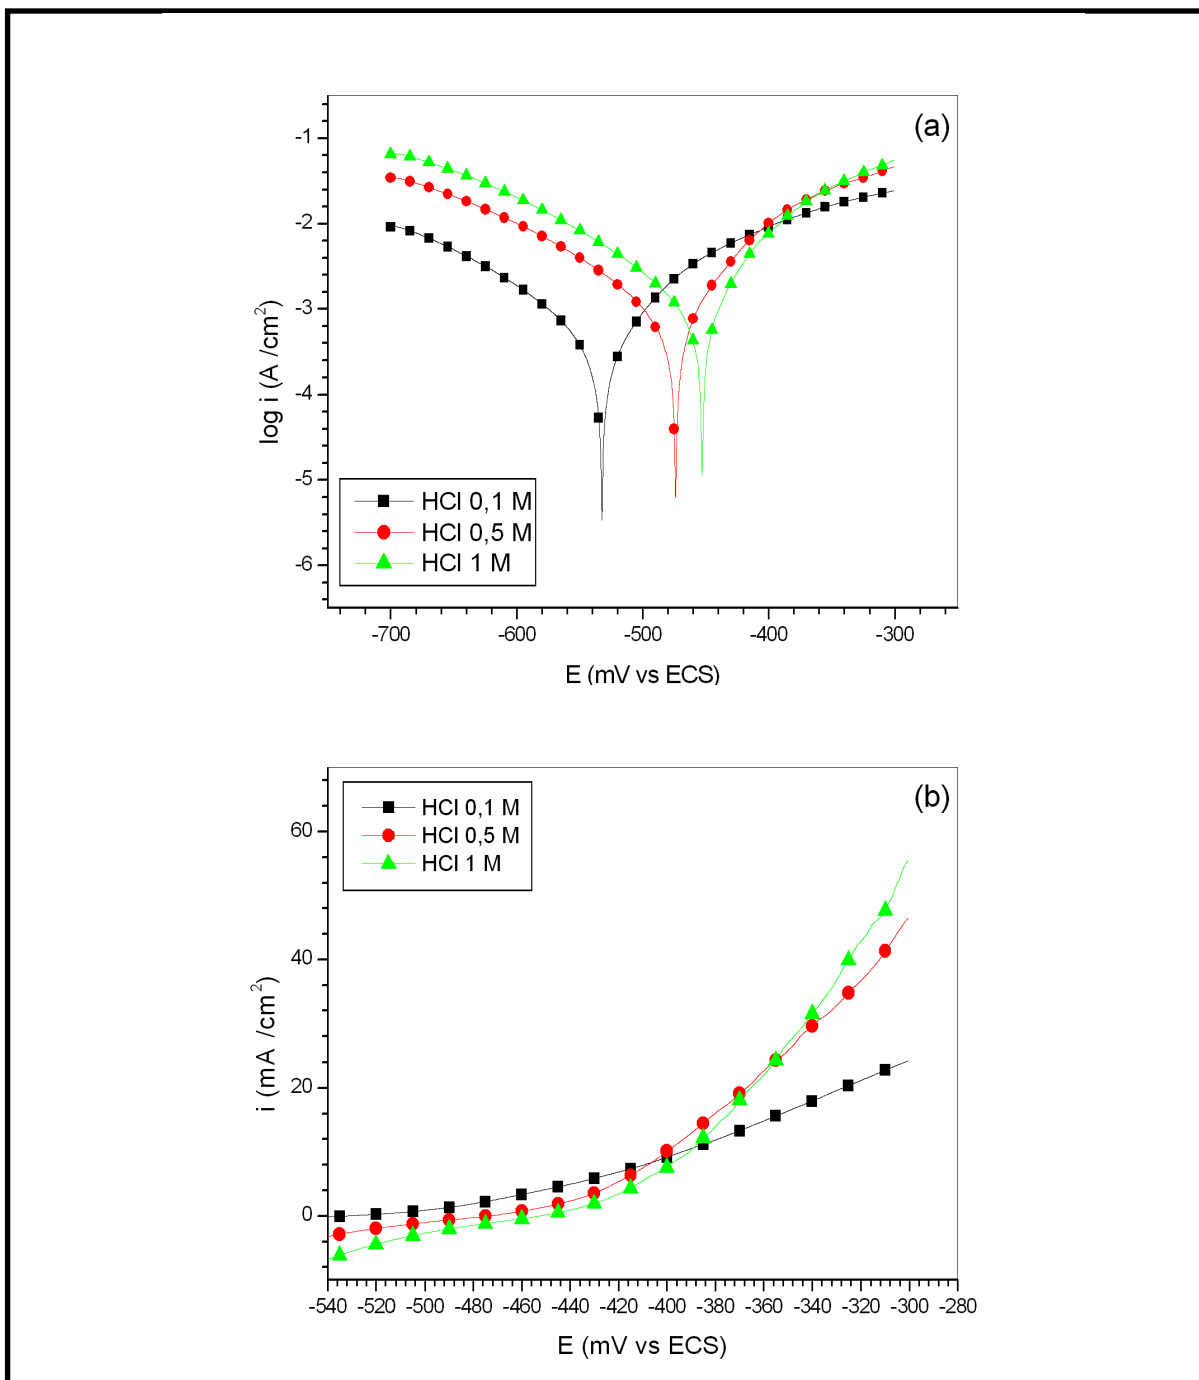 (a)
-1
-2
-3
-4
-5
-6
log i (A /cm²)
HCl 0,1 M
HCl 0,5 M
HCl 1 M
-700
-600
-500
-400
-300
E (mV vs ECS)
(b)
HCl 0,1 M
HCl 0,5 M
HCl 1 M
60
40
20
0
i (mA /cm²)
-540 -520 -500 -480 -460 -440 -420 -400 -380 -360 -340 -320 -300 -280
E (mV vs ECS)